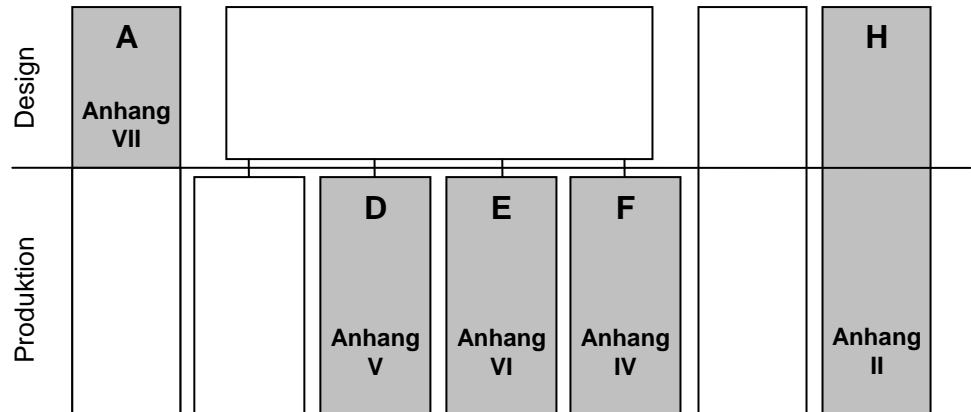 Design
A
Anhang
VII
H
Produktion
D
Anhang
V
E
Anhang
VI
F
Anhang
IV
Anhang
II